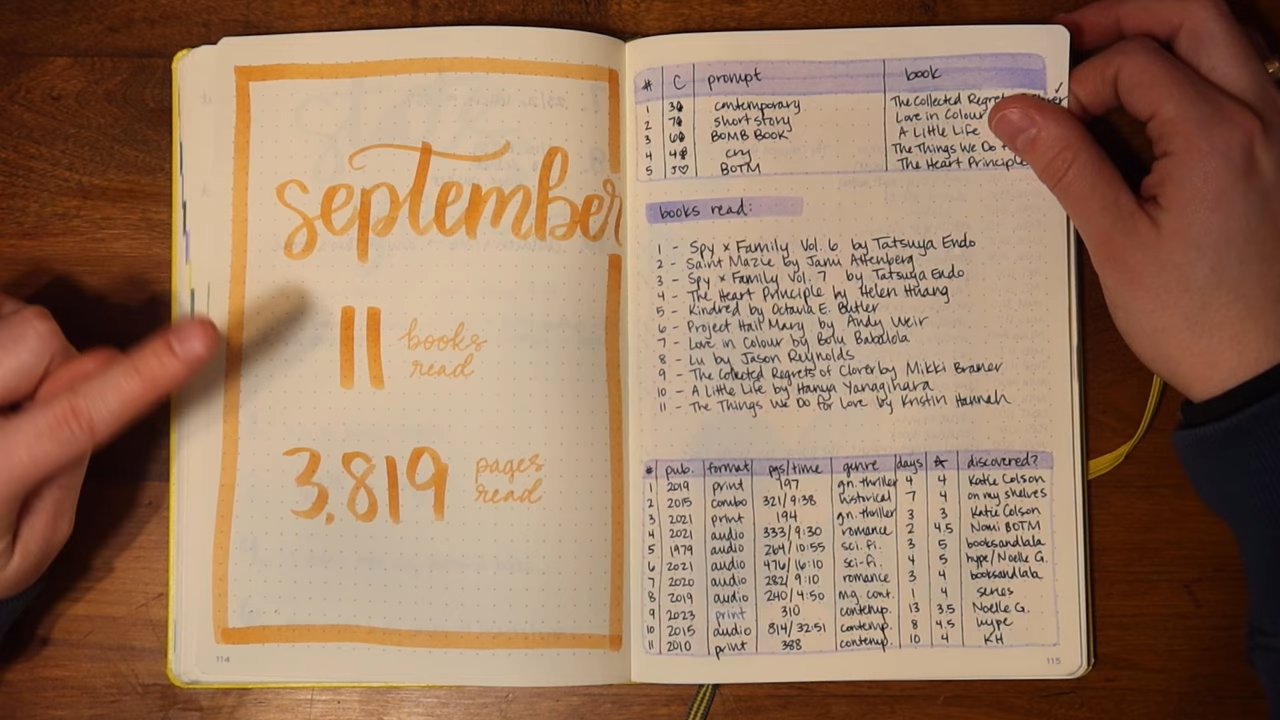 september
11 books
read
3,819 pages
read
114
# C prompt book
1 30 contemporary The Collected Regrets
2 70 short story Love in Colour
3 60 BOMB BOOK A Little Life
4 4 cry The Things We Do
5 J♡ BOTM The Heart Principle
books read:
1 - Spy x Family Vol. 6 by Tatsuya Endo
2 - Saint Mazie by Jami Attenberg
3 - Spy x Family Vol. 7 by Tatsuya Endo
4 - The Heart Principle by Helen Huang
5 - Kindred by Octavia E. Butler
6 - Project Hail Mary by Andy Weir
7 - Love in Colour by Bolu Babalola
8 - Lu by Jason Reynolds
9 - The Collected Regrets of Clover by Mikki Bramer
10 - A Little Life by Hanya Yanagihara
11 - The Things We Do for Love by Kristin Hannah
# pub. format pgs/time genre days ☆ discovered?
1 2019 print 197 gn. thriller 4 4 Katie Colson
2 2015 combo 321/9:38 historical 7 4 on my shelves
3 2021 print 194 gn. thriller 3 3 Katie Colson
4 2021 audio 333/9:30 romance 2 4.5 Nomi BOTM
5 1979 audio 264/10:55 sci. fi. 3 5 booksandlala
6 2021 audio 476/16:10 sci-fi. 4 5 hype/Noelle G.
7 2020 audio 282/9:10 romance 3 4 booksandlala
8 2019 audio 240/4:50 mg. cont. 1 4 series
9 2023 print 310 contemp. 13 3.5 Noelle G.
10 2015 audio 814/32:51 contemp. 8 4.5 hype
11 2010 print 388 contemp. 10 4 KH
115